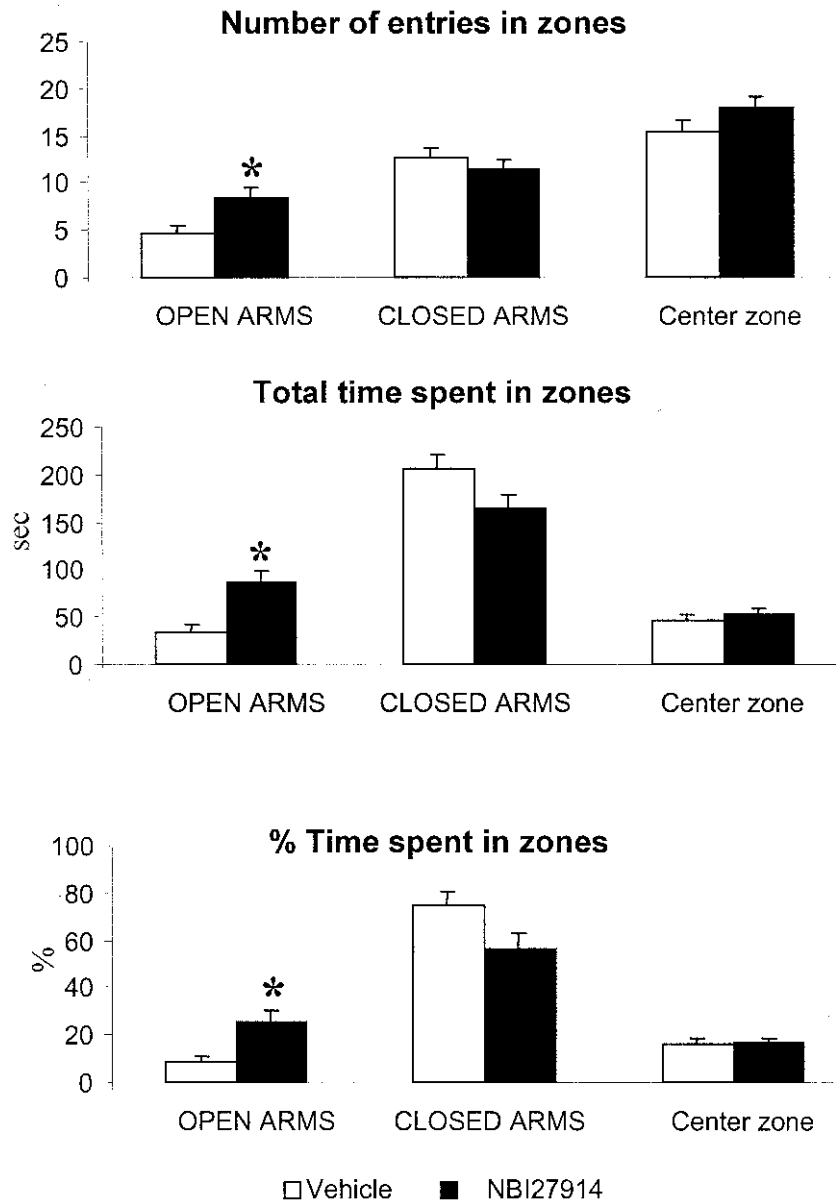 Number of entries in zones
25
20
15
10
5
0
*
OPEN ARMS CLOSED ARMS Center zone
Total time spent in zones
250
200
150
100
50
0
sec
*
OPEN ARMS CLOSED ARMS Center zone
% Time spent in zones
100
80
60
40
20
0
%
*
OPEN ARMS CLOSED ARMS Center zone
Vehicle NBI27914